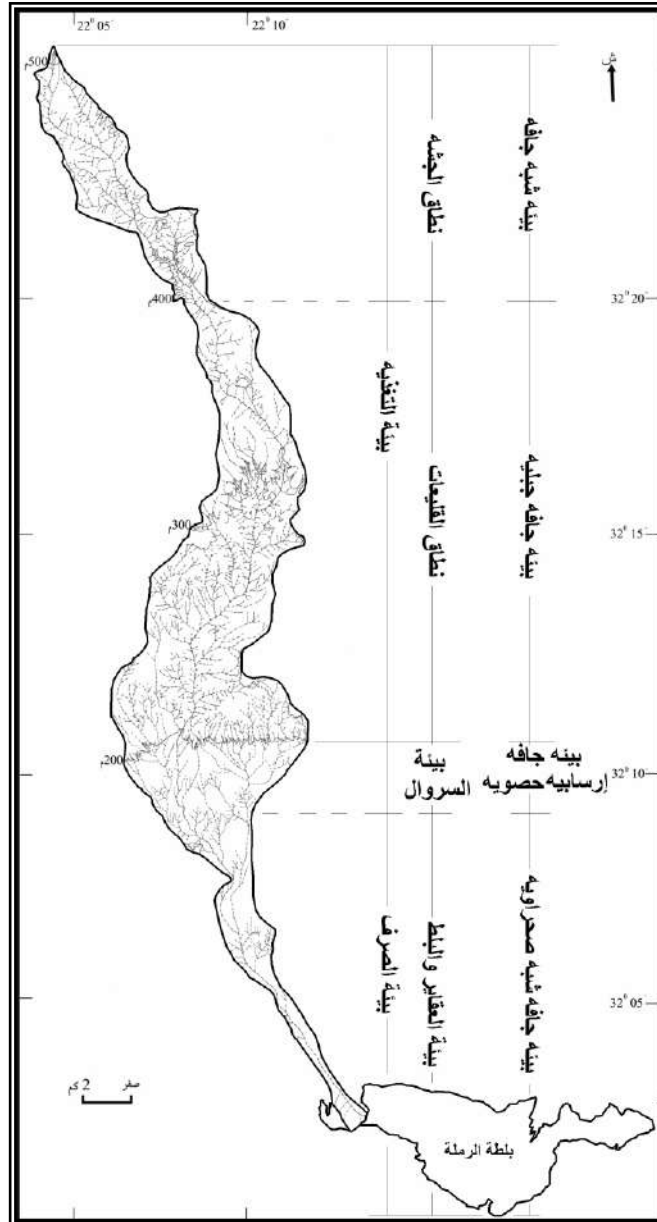 22° 05´
22° 10´
500م
بيئه شبه جافه
نطاق الجشه
400م
32° 20´
بيئة التغذيه
بيئه جافه جبليه
نطاق القليعات
300م
32° 15´
بيئه جافه
إرسابيه حصويه
بيئة
السروال
200م
32° 10´
بيئه جافه شبه صحراويه
بيئة العقاير والبلط
بيئة الصرف
32° 05´
صفر 2 كم
بلطة الرملة